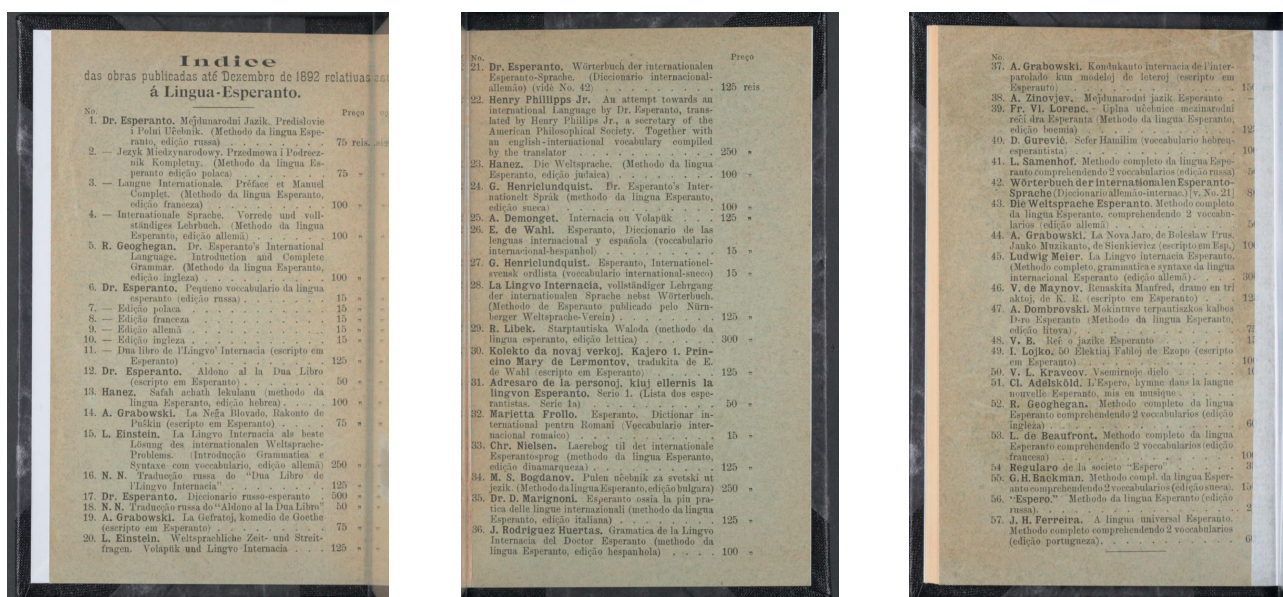 Indice
das obras publicadas até Dezembro de 1892 relativas
á Lingua-Esperanto.
No. Preço
1. Dr. Esperanto. Mejdunarodni Jazik. Predislovie
i Polni Učebnik. (Methodo da lingua Espe-
ranto, edição russa) . . . . . . 75 reis.
2. — Jezyk Miedzynarodowy. Przedmowa i Podrecz-
nik Kompletny. (Methodo da lingua Es-
peranto edição polaca) . . . . . 75 „
3. — Langue Internationale. Préface et Manuel
Complet. (Methodo da lingua Esperanto,
edição franceza) . . . . . . 100 „
4. — Internationale Sprache. Vorrede und voll-
ständiges Lehrbuch. (Methodo da lingua
Esperanto, edição allemã) . . . . 100 „
5. R. Geoghegan. Dr. Esperanto's International
Language. Introduction and Complete
Grammar. (Methodo da lingua Esperanto,
edição ingleza) . . . . . . 100 „
6. Dr. Esperanto. Pequeno voccabulario da lingua
esperanto (edição russa) . . . . 15 „
7. — Edição polaca . . . . . . 15 „
8. — Edição franceza . . . . . . 15 „
9. — Edição allemã . . . . . . 15 „
10. — Edição ingleza . . . . . . 15 „
11. — Dua libro de l'Lingvo' Internacia (escripto em
Esperanto) . . . . . . 125 „
12. Dr. Esperanto. Aldono al la Dua Libro
(escripto em Esperanto) . . . . 50 „
13. Hanez. Safah achath lekulanu (methodo da
lingua Esperanto, edição hebrea) . . . 100 „
14. A. Grabowski. La Neĝa Blovado, Rakonto de
Puŝkin (escripto em Esperanto) . . . 75 „
15. L. Einstein. La Lingvo Internacia als beste
Lösung des internationalen Weltsprache-
Problems. (Introducção Grammatica e
Syntaxe com voccabulario, edição allemã) 250 „
16. N. N. Traducção russa do "Dua Libro de
l'Lingvo Internacia" . . . . . 125 „
17. Dr. Esperanto. Diccionario russo-esperanto . 500 „
18. N. N. Traducção russa do "Aldono al la Dua Libro" 50 „
19. A. Grabowski. La Gefratoj, komedio de Goethe
(escripto em Esperanto) . . . . 75 „
20. L. Einstein. Weltsprachliche Zeit- und Streit-
fragen. Volapük und Lingvo Internacia . . . 125 „
No. Preço
21. Dr. Esperanto. Wörterbuch der internationalen
Esperanto-Sprache. (Diccionario internacional-
allemão) (vidè No. 42) . . . . . 125 reis
22. Henry Phillipps Jr. An attempt towards an
international Language by Dr. Esperanto, trans-
lated by Henry Phillips Jr., a secretary of the
American Philosophical Society. Together with
an english-international vocabulary compiled
by the translator . . . . . . 250 „
23. Hanez. Die Weltsprache. (Methodo da lingua
Esperanto, edição judaica) . . . . 100 „
24. G. Henriclundquist. Dr. Esperanto's Inter-
nationelt Språk (methodo da lingua Esperanto,
edição sueca) . . . . . . 100 „
25. A. Demonget. Internacia ou Volapük . . 125 „
26. E. de Wahl. Esperanto, Diccionario de las
lenguas internacional y española (voccabulario
internacional-hespanhol) . . . . 15 „
27. G. Henriclundquist. Esperanto, Internationel-
svensk ordlista (voccabulario international-sueco) 15 „
28. La Lingvo Internacia, vollständiger Lehrgang
der internationalen Sprache nebst Wörterbuch.
(Methodo de Esperanto publicado pelo Nürn-
berger Weltsprache-Verein) . . . . 125 „
29. R. Libek. Starptautiska Waloda (methodo da
lingua Esperanto, edição lettica) . . . 300 „
30. Kolekto da novaj verkoj. Kajero 1. Prin-
cino Mary de Lermontov, tradukita de E.
de Wahl (escripto em Esperanto) . . . 125 „
31. Adresaro de la personoj, kiuj ellernis la
lingvon Esperanto. Serio 1. (Lista dos espe-
rantistas. Serie 1a) . . . . . 50 „
32. Marietta Frollo. Esperanto, Dictionar in-
ternational pentru Romani (Voccabulario inter-
nacional romaico) . . . . . 15 „
33. Chr. Nielsen. Laerebog til det internationale
Esperantosprog (methodo da lingua Esperanto,
edição dinamarqueza) . . . . . 125 „
34. M. S. Bogdanov. Pulen učebnik za svetski ut
jezik. (Methodo da lingua Esperanto, edição bulgara) 250 „
35. Dr. D. Marignoni. Esperanto ossia la piu pra-
tica delle lingue internazionali (methodo da lingua
Esperanto, edição italiana) . . . . 125 „
36. J. Rodriguez Huertas. Gramatica de la Lingvo
Internacia del Doctor Esperanto (methodo da
lingua Esperanto, edição hespanhola) . . . 100 „
No.
37. A. Grabowski. Kondukanto internacia de l'inter-
parolado kun modeloj de leteroj (escripto em
Esperanto) . . . . . .
38. A. Zinovjev. Mejdunarodni jazik Esperanto . –
39. Fr. Vl. Lorenc. Uplna učebnice mezinarodni
reči dra Esperanta (Methodo da lingua Esperanto,
edição boemia) . . . . . .
40. D. Gurevič. Sefer Hamilim (voccabulario hebreu-
esperantista) . . . . . .
41. L. Samenhof. Methodo completo da lingua Espe-
ranto comprehendendo 2 voccabularios (edição russa)
42. Wörterbuch der internationalen Esperanto-
Sprache (Diccionario allemão-internac.) [v. No. 21]
43. Die Weltsprache Esperanto. Methodo completo
da lingua Esperanto, comprehendendo 2 voccabu-
larios (edição allemã) . . . . .
44. A. Grabowski. La Nova Jaro, de Boleslaw Prus.
Janko Muzikanto, de Sienkievicz (escripto em Esp.)
45. Ludwig Meier. La Lingvo internacia Esperanto.
(Methodo completo, grammatica e syntaxe da lingua
internacional Esperanto (edição allemã) . . .
46. V. de Maynov. Renaskita Manfred, dramo en tri
aktoj, de K. R. (escripto em Esperanto) . .
47. A. Dombrovski. Mokintuve terpautiszkos kalbos
D-ro Esperanto (Methodo da lingua Esperanto,
edição litova) . . . . . .
48. V. B. Reč o jazike Esperanto . . . .
49. I. Lojko. 50 Elektiaj Fabloj de Ezopo (escripto
em Esperanto) . . . . . .
50. V. L. Kravcov. Vsemirnoje djelo . . .
51. Cl. Adelsköld. L'Espero, hymne dans la langue
nouvelle Esperanto, mis en musique . . .
52. R. Geoghegan. Methodo completo da lingua
Esperanto comprehendendo 2 voccabularios (edição
ingleza) . . . . . .
53. L. de Beaufront. Methodo completo da lingua
Esperanto comprehendendo 2 voccabularios (edição
francesa) . . . . . .
54 Regularo de la societo "Espero" . . .
55. G. H. Backman. Methodo compl. da lingua Esper-
anto comprehendendo 2 voccabularios (edição sueca).
56. "Espero." Methodo da lingua Esperanto (edição
russa) . . . . . .
57. J. H. Ferreira. A lingua universal Esperanto.
Methodo completo comprehendendo 2 vocabularios
(edição portugueza) . . . . .